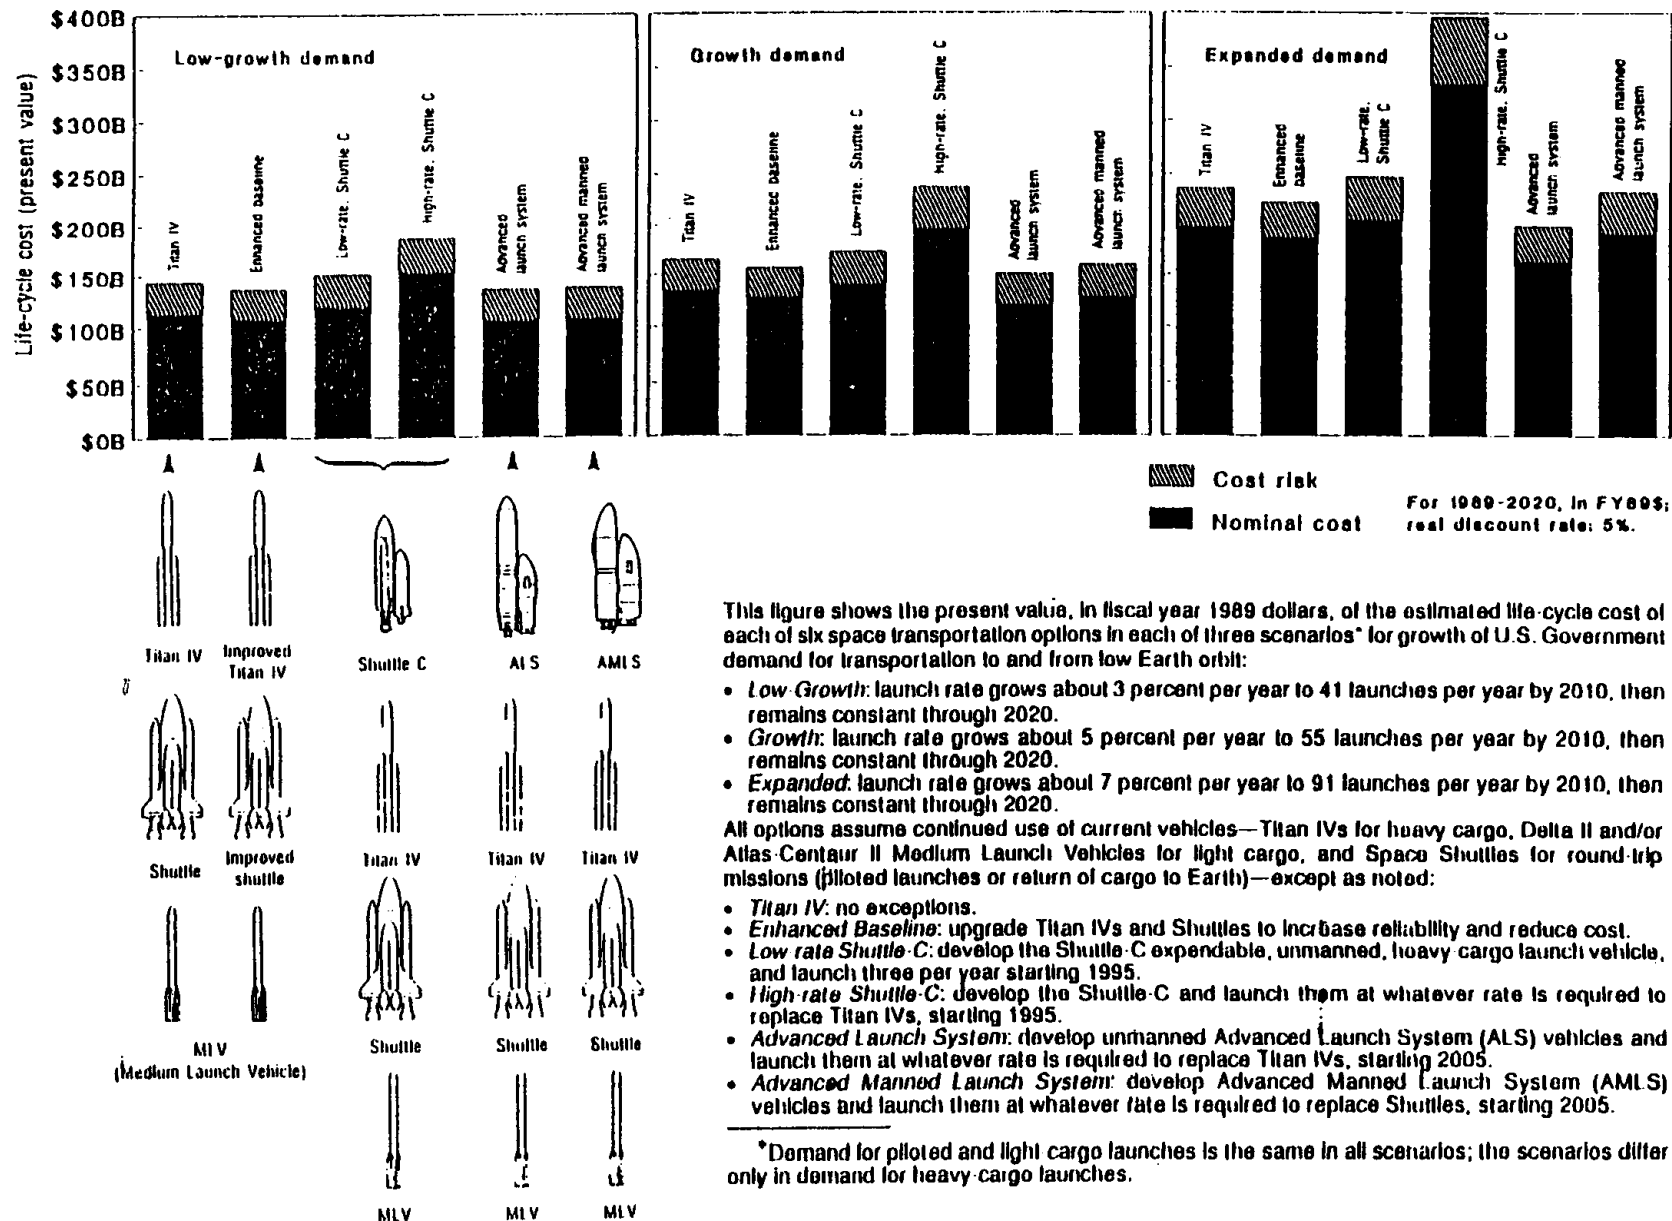 $400B
$350B
$300B
$250B
$200B
$150B
$100B
$50B
$0B
Life-cycle cost (present value)
Low-growth demand
Titan IV
Enhanced baseline
Low-rate. Shuttle C
High-rate. Shuttle C
Advanced
launch system
Advanced manned
launch system
Growth demand
Titan IV
Enhanced baseline
Low-rate. Shuttle C
High-rate. Shuttle C
Advanced
launch system
Advanced manned
launch system
Expanded demand
Titan IV
Enhanced
baseline
Low-rate.
Shuttle C
High-rate. Shuttle C
Advanced
launch system
Advanced manned
launch system
Cost risk
Nominal cost
For 1989-2020, in FY89$;
real discount rate: 5%.
Titan IV
Improved
Titan IV
Shuttle C
ALS
AMLS
Shuttle
Improved
shuttle
Titan IV
Titan IV
Titan IV
MLV
(Medium Launch Vehicle)
Shuttle
Shuttle
Shuttle
MLV
MLV
MLV
This figure shows the present value, in fiscal year 1989 dollars, of the estimated life-cycle cost of
each of six space transportation options in each of three scenarios* for growth of U.S. Government
demand for transportation to and from low Earth orbit:
• Low-Growth: launch rate grows about 3 percent per year to 41 launches per year by 2010, then
remains constant through 2020.
• Growth: launch rate grows about 5 percent per year to 55 launches per year by 2010, then
remains constant through 2020.
• Expanded: launch rate grows about 7 percent per year to 91 launches per year by 2010, then
remains constant through 2020.
All options assume continued use of current vehicles—Titan IVs for heavy cargo, Delta II and/or
Atlas-Centaur II Medium Launch Vehicles for light cargo, and Space Shuttles for round-trip
missions (piloted launches or return of cargo to Earth)—except as noted:
• Titan IV: no exceptions.
• Enhanced Baseline: upgrade Titan IVs and Shuttles to increase reliability and reduce cost.
• Low rate Shuttle-C: develop the Shuttle-C expendable, unmanned, heavy-cargo launch vehicle,
and launch three per year starting 1995.
• High-rate Shuttle-C: develop the Shuttle-C and launch them at whatever rate is required to
replace Titan IVs, starting 1995.
• Advanced Launch System: develop unmanned Advanced Launch System (ALS) vehicles and
launch them at whatever rate is required to replace Titan IVs, starting 2005.
• Advanced Manned Launch System: develop Advanced Manned Launch System (AMLS)
vehicles and launch them at whatever rate is required to replace Shuttles, starting 2005.
*Demand for piloted and light cargo launches is the same in all scenarios; the scenarios differ
only in demand for heavy-cargo launches.